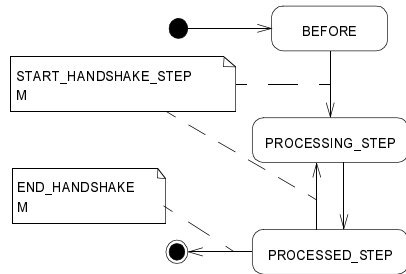 BEFORE
START_HANDSHAKE_STEP
M
PROCESSING_STEP
END_HANDSHAKE
M
PROCESSED_STEP